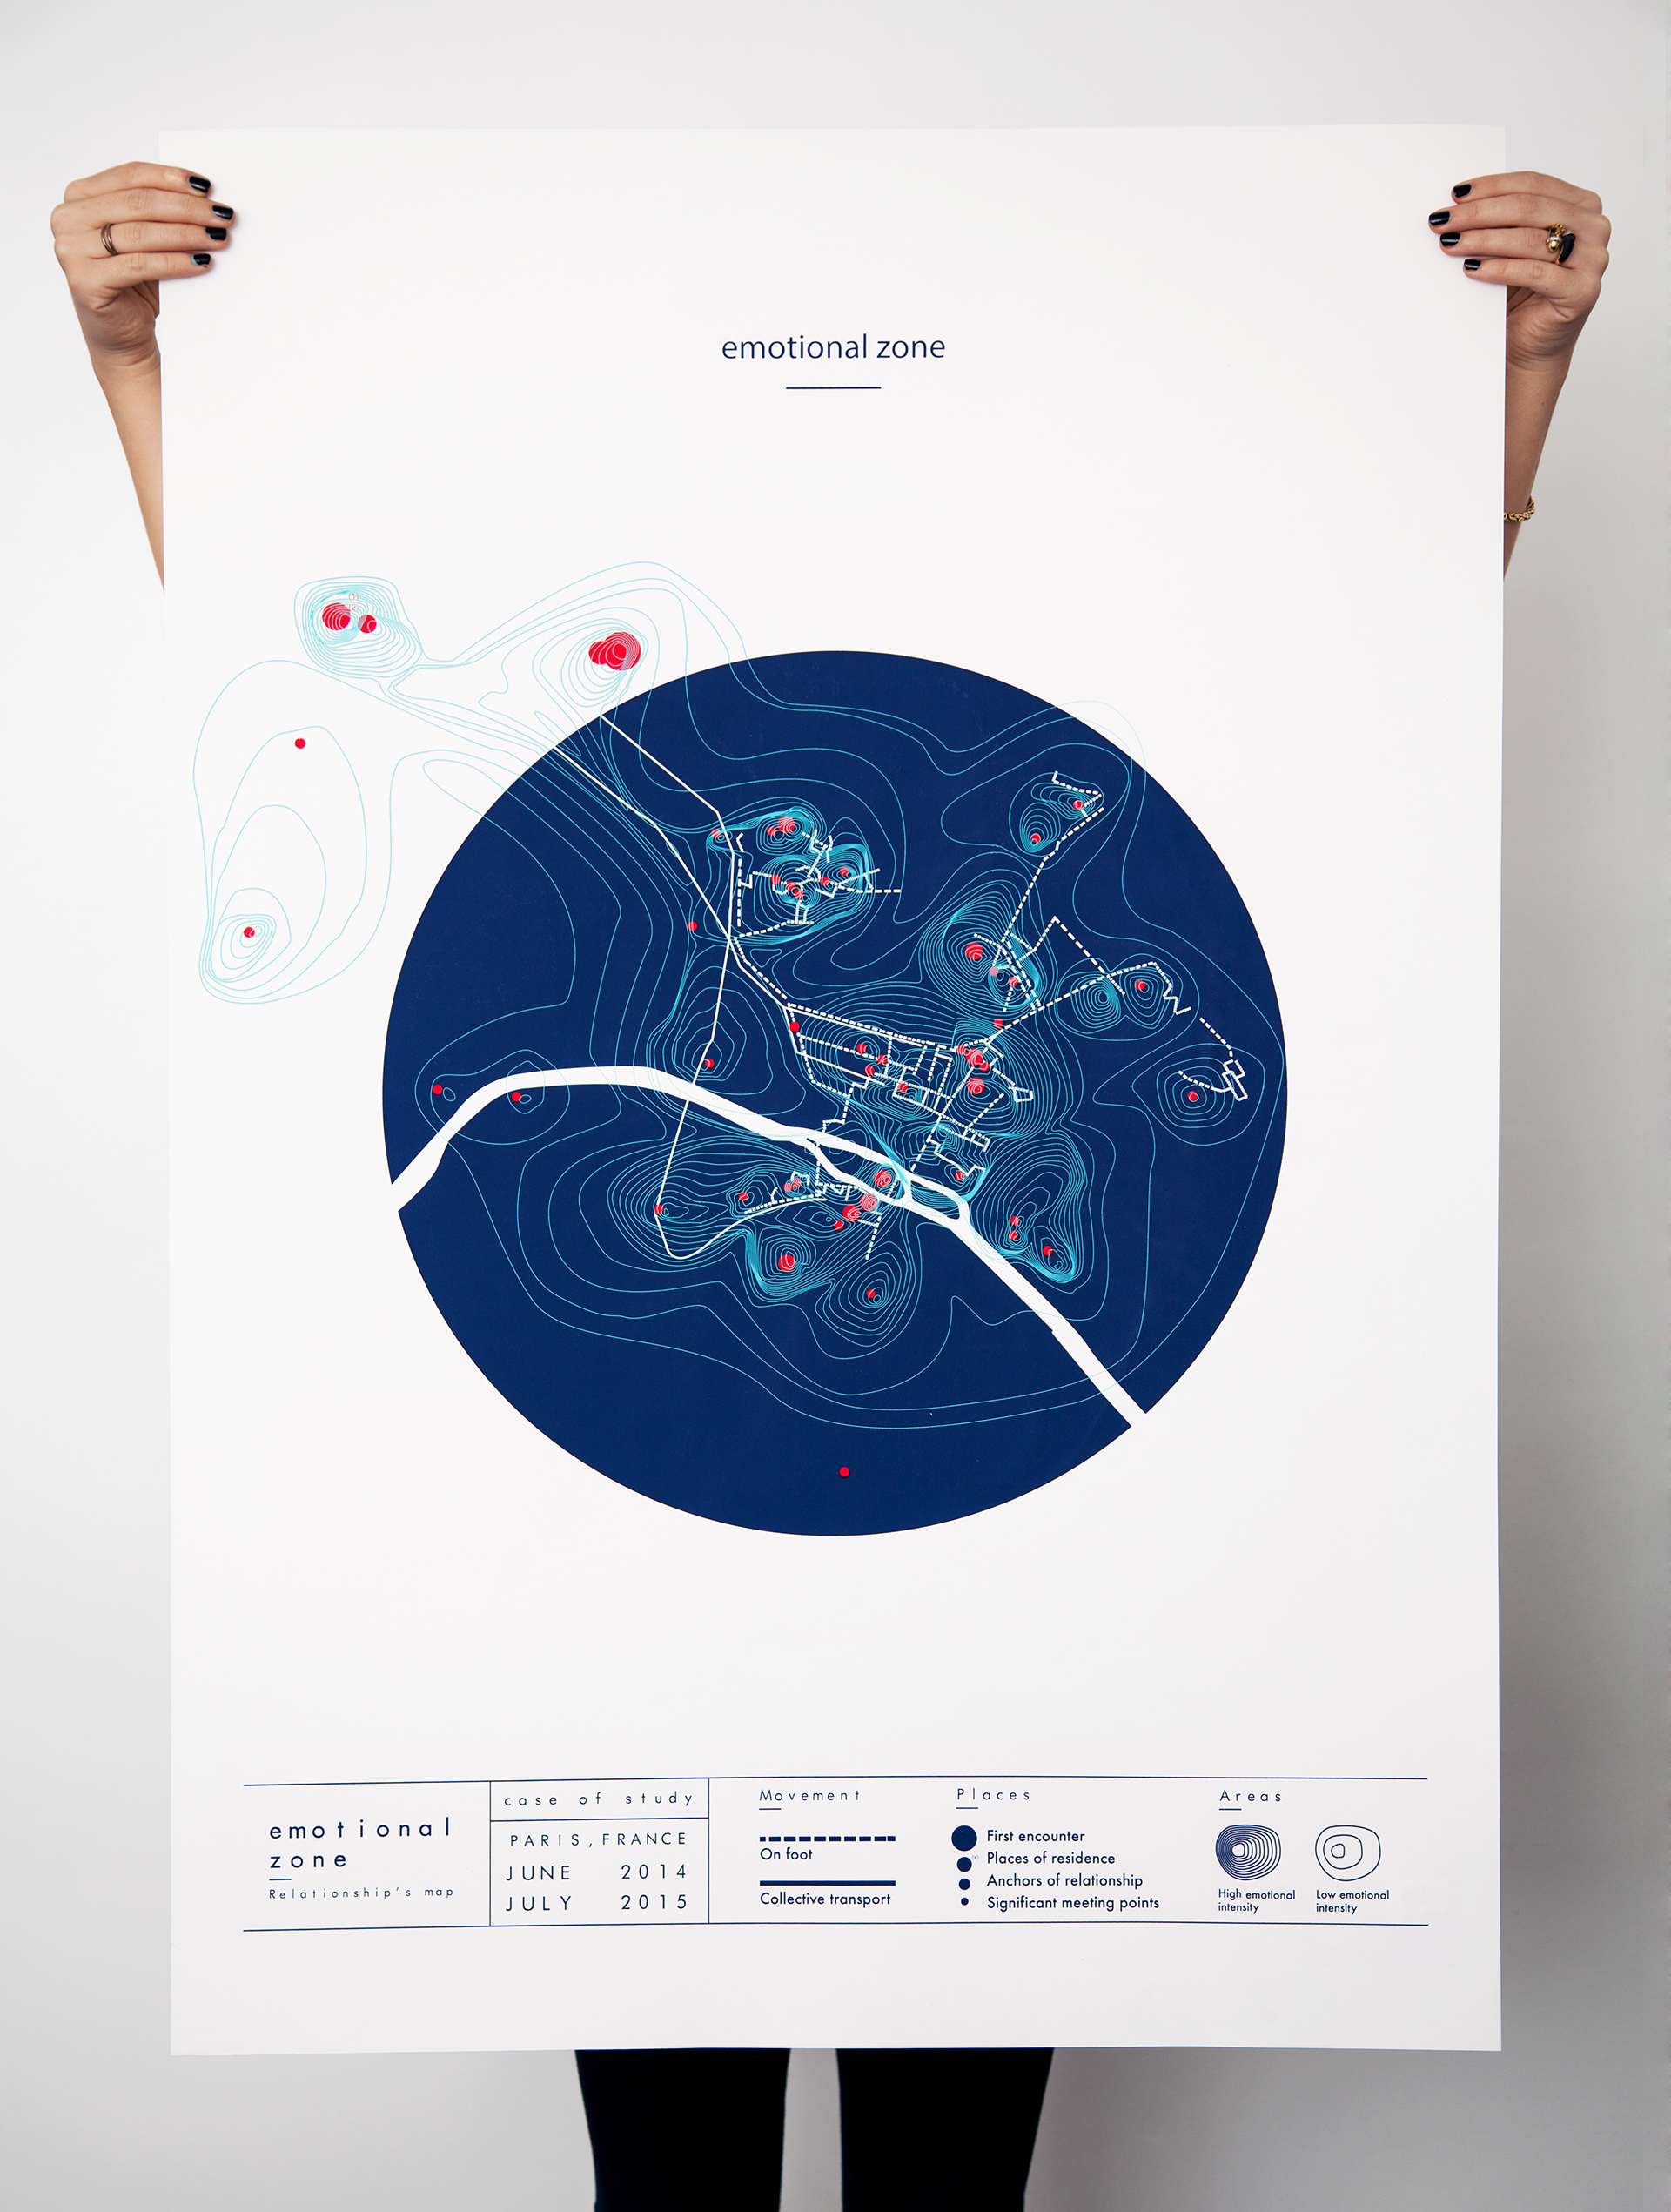 emotional zone
emotional
zone
Relationship's map
case of study
PARIS, FRANCE
JUNE 2014
JULY 2015
Movement
On foot
Collective transport
Places
First encounter
Places of residence
Anchors of relationship
Significant meeting points
Areas
High emotional
intensity
Low emotional
intensity